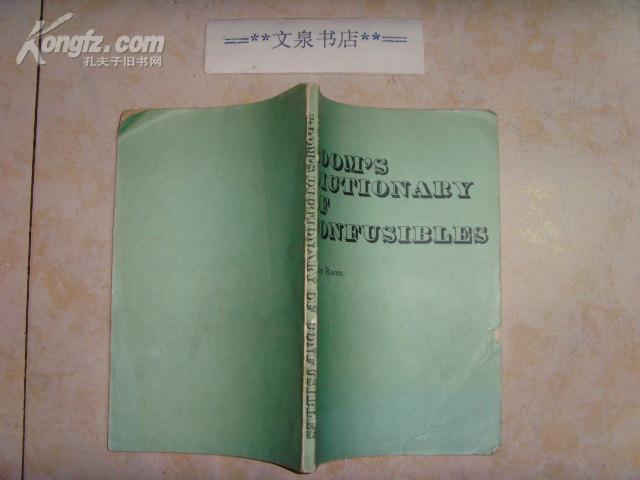 Kongfz.com
孔夫子旧书网
==**文泉书店**==
OOM'S
ICTIONARY
F
ONFUSIBLES
an Room
ROOM'S DICTIONARY OF CONFUSIBLES